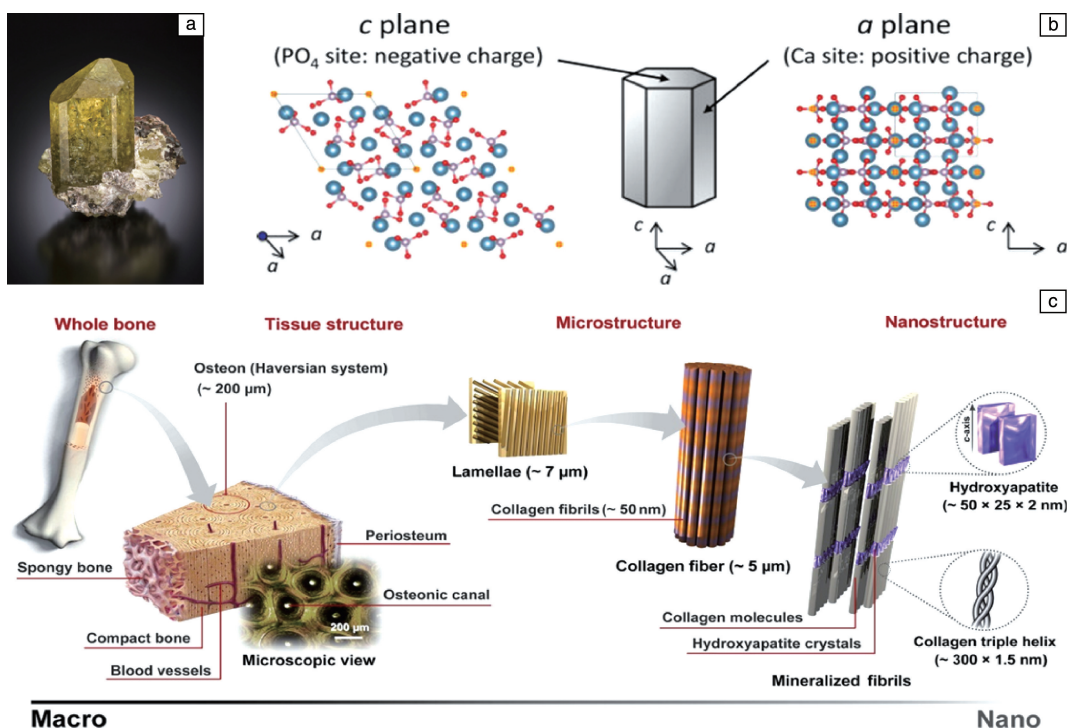 a
b
c plane
(PO4 site: negative charge)
a plane
(Ca site: positive charge)
a
a
c
a
a
c
a
c
Whole bone
Tissue structure
Microstructure
Nanostructure
Osteon (Haversian system)
(~ 200 μm)
Lamellae (~ 7 μm)
Collagen fibrils (~ 50 nm)
Collagen fiber (~ 5 μm)
c-axis
Hydroxyapatite
(~ 50 × 25 × 2 nm)
Periosteum
Spongy bone
Osteonic canal
200 μm
Compact bone
Blood vessels
Microscopic view
Collagen molecules
Hydroxyapatite crystals
Mineralized fibrils
Collagen triple helix
(~ 300 × 1.5 nm)
Macro
Nano